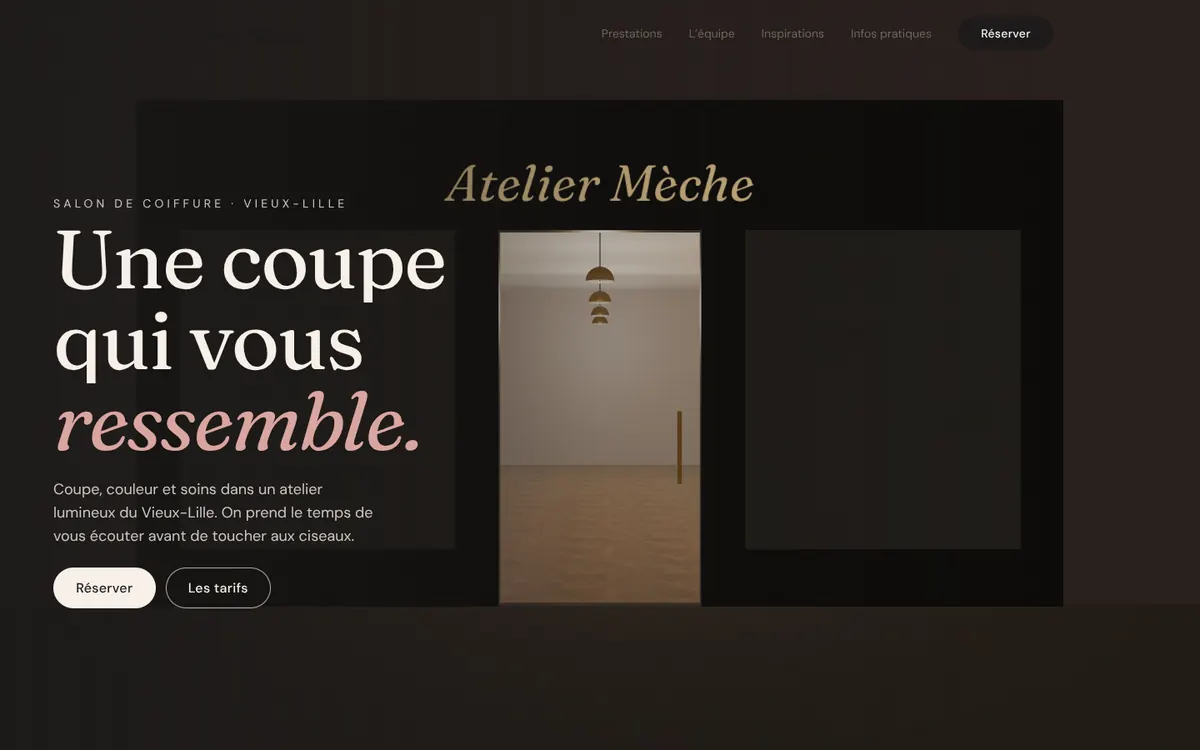 Prestations L'équipe Inspirations Infos pratiques Réserver
Atelier Mèche
SALON DE COIFFURE · VIEUX-LILLE
Une coupe
qui vous
ressemble.
Coupe, couleur et soins dans un atelier
lumineux du Vieux-Lille. On prend le temps de
vous écouter avant de toucher aux ciseaux.
Réserver Les tarifs